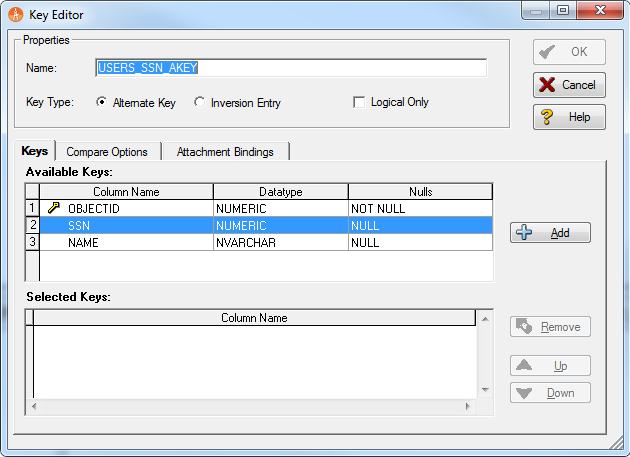 Key Editor
Properties
Name: USERS_SSN_AKEY
OK
Cancel
Help
Key Type: Alternate Key Inversion Entry Logical Only
Keys Compare Options Attachment Bindings
Available Keys:
Column Name Datatype Nulls
1 OBJECTID NUMERIC NOT NULL
2 SSN NUMERIC NULL
3 NAME NVARCHAR NULL
Add
Selected Keys:
Column Name
Remove
Up
Down